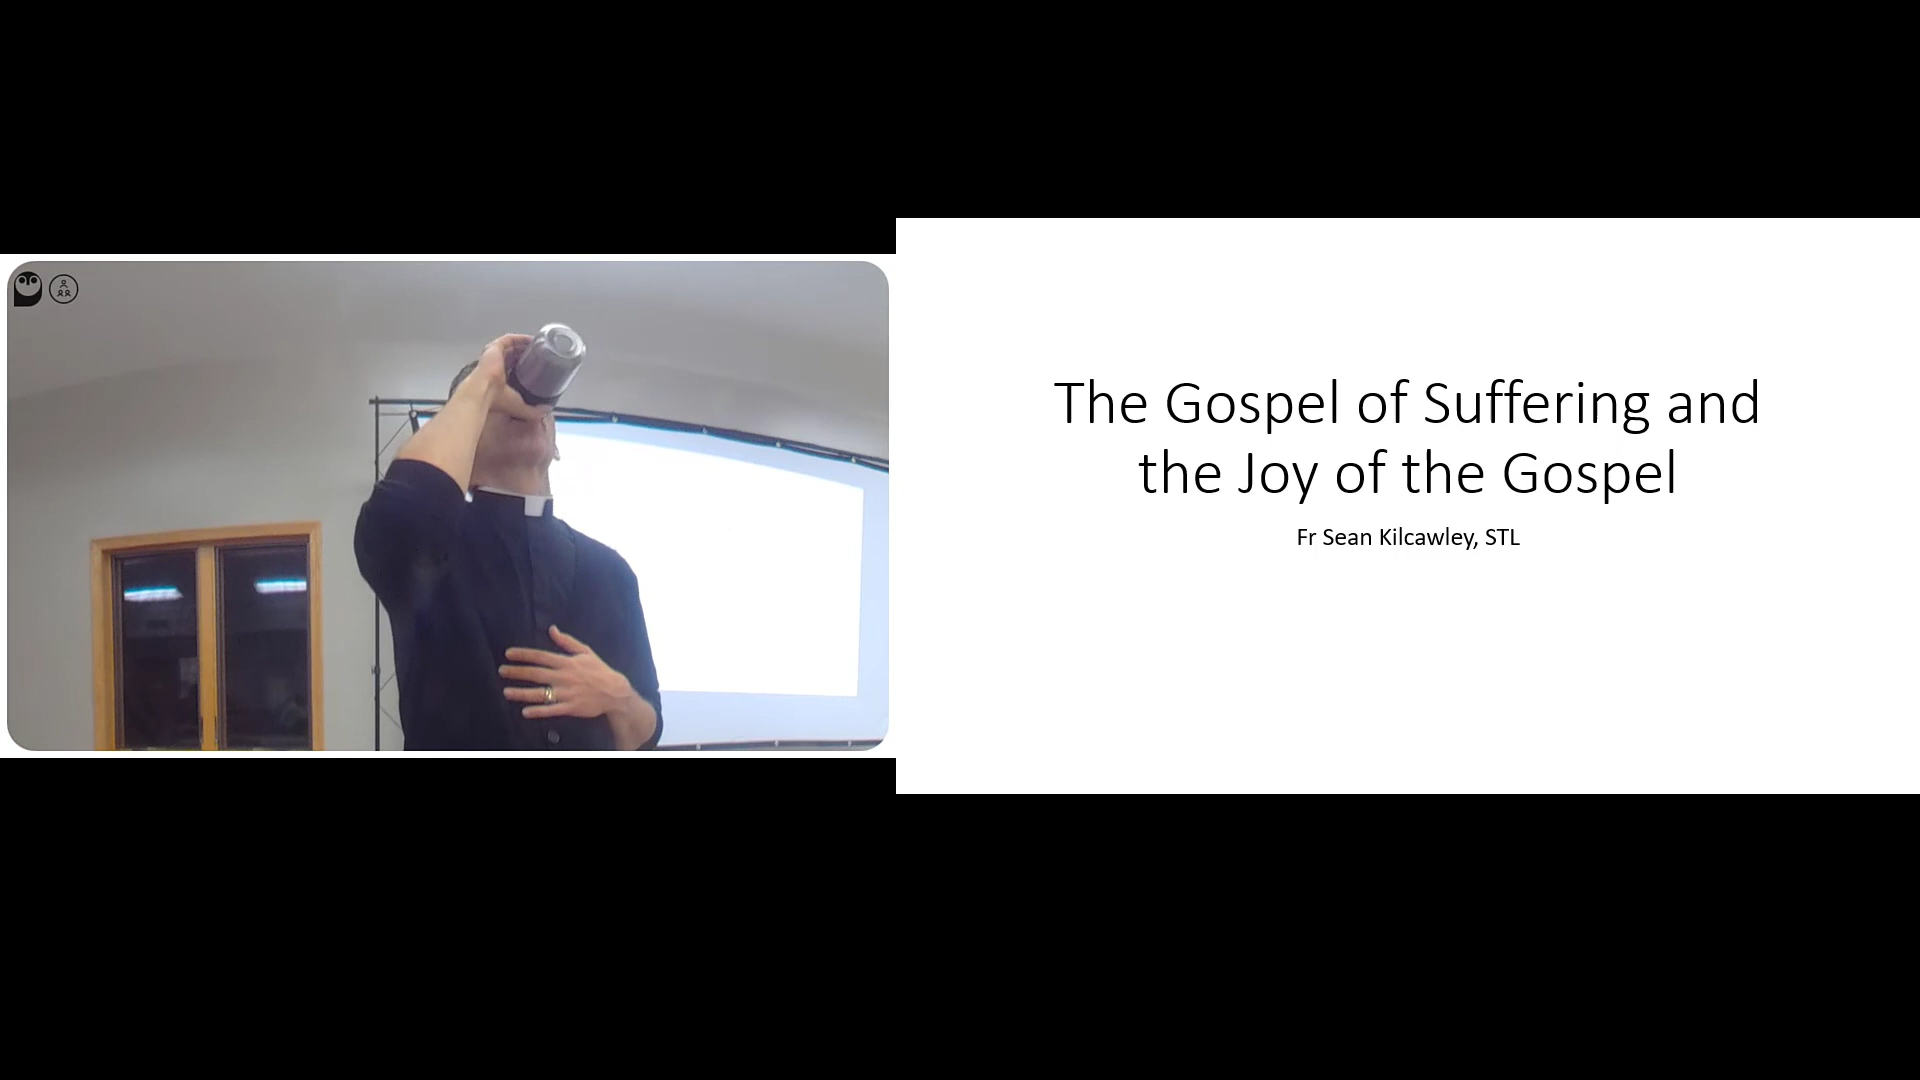 The Gospel of Suffering and
the Joy of the Gospel
Fr Sean Kilcawley, STL